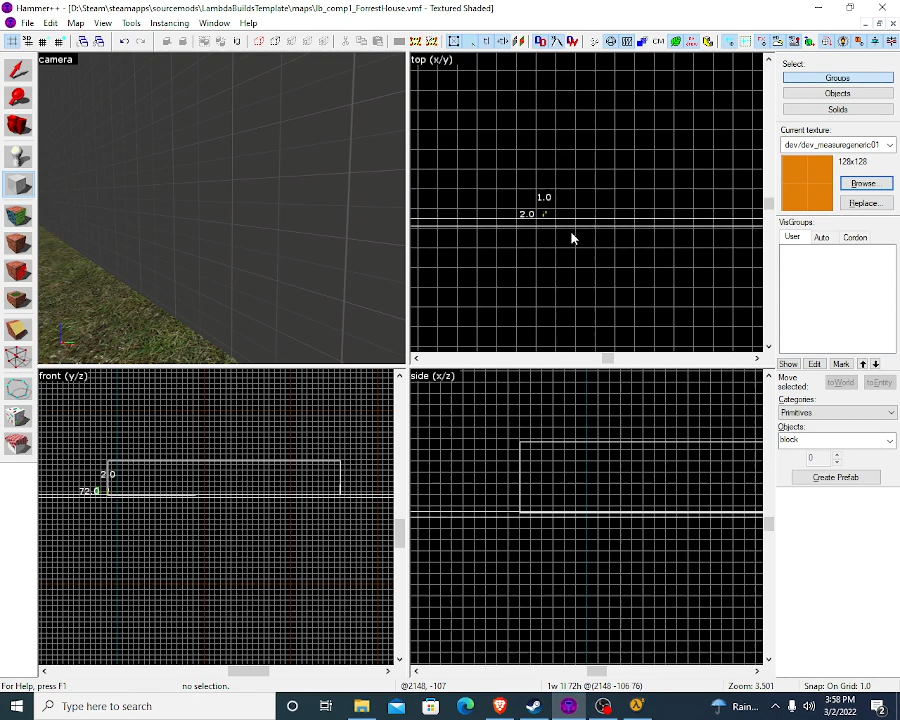 Hammer++ - [D:\Steam\steamapps\sourcemods\LambdaBuildsTemplate\maps\lb_comp1_ForrestHouse.vmf - Textured Shaded]
File Edit Map View Tools Instancing Window Help
camera
top (x/y)
1.0
2.0
front (y/z)
2.0
72.0
side (x/z)
Select:
Groups
Objects
Solids
Current texture:
dev/dev_measuregeneric01
128x128
Browse...
Replace...
VisGroups:
User Auto Cordon
Show Edit Mark
Move selected:
toWorld toEntity
Categories:
Primitives
Objects:
block
0
Create Prefab
For Help, press F1 no selection. @2148, -107 1w 1l 72h @(2148 -106 76) Zoom: 3.501 Snap: On Grid: 1.0
Type here to search
Rain...
3:58 PM
3/2/2022
2